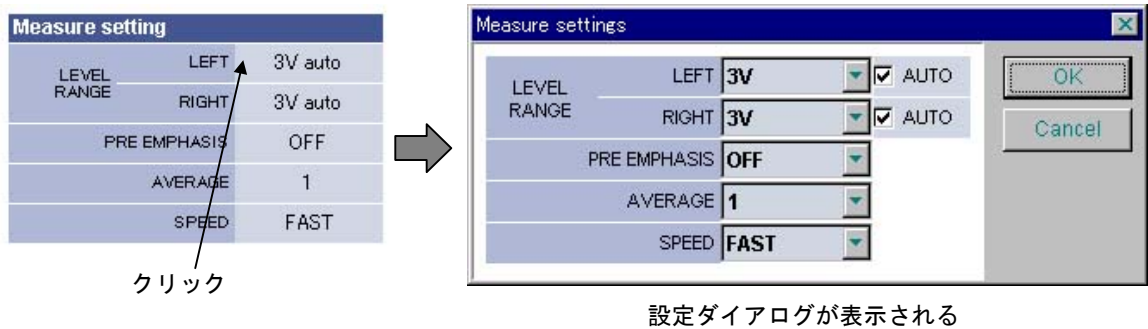 Measure setting
LEVEL RANGE LEFT 3V auto
RIGHT 3V auto
PRE EMPHASIS OFF
AVERAGE 1
SPEED FAST
クリック
Measure settings
LEVEL RANGE LEFT 3V AUTO
RIGHT 3V AUTO
PRE EMPHASIS OFF
AVERAGE 1
SPEED FAST
OK
Cancel
設定ダイアログが表示される